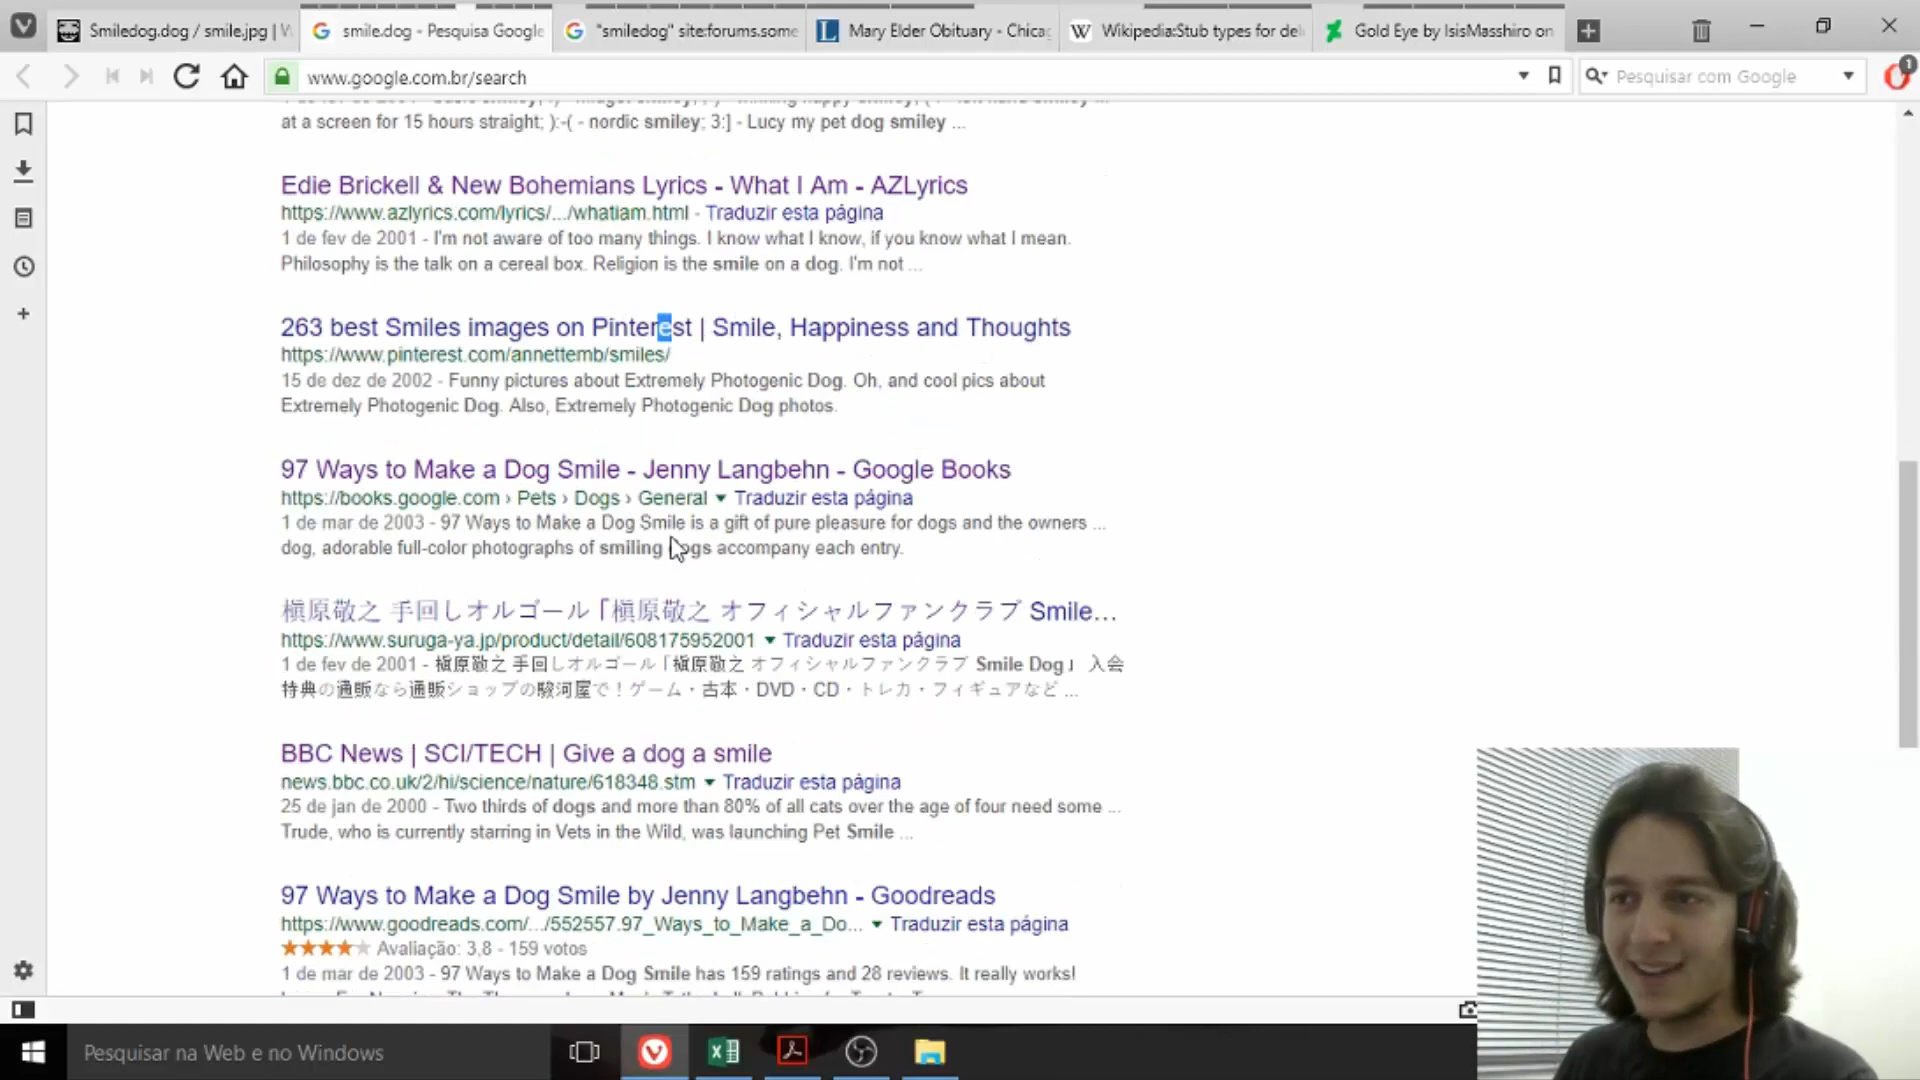 Smiledog.dog / smile.jpg | W
smile.dog - Pesquisa Google
"smiledog" site:forums.some
Mary Elder Obituary - Chicag
Wikipedia:Stub types for del
Gold Eye by IsisMasshiro on
www.google.com.br/search
Pesquisar com Google
1
at a screen for 15 hours straight; ):-( - nordic smiley; 3:] - Lucy my pet dog smiley ...
Edie Brickell & New Bohemians Lyrics - What I Am - AZLyrics
https://www.azlyrics.com/lyrics/.../whatiam.html - Traduzir esta página
1 de fev de 2001 - I'm not aware of too many things. I know what I know, if you know what I mean.
Philosophy is the talk on a cereal box. Religion is the smile on a dog. I'm not ...
263 best Smiles images on Pinterest | Smile, Happiness and Thoughts
https://www.pinterest.com/annettemb/smiles/
15 de dez de 2002 - Funny pictures about Extremely Photogenic Dog. Oh, and cool pics about
Extremely Photogenic Dog. Also, Extremely Photogenic Dog photos.
97 Ways to Make a Dog Smile - Jenny Langbehn - Google Books
https://books.google.com › Pets › Dogs › General ▼ Traduzir esta página
1 de mar de 2003 - 97 Ways to Make a Dog Smile is a gift of pure pleasure for dogs and the owners ...
dog, adorable full-color photographs of smiling dogs accompany each entry.
槇原敬之 手回しオルゴール「槇原敬之 オフィシャルファンクラブ Smile...
https://www.suruga-ya.jp/product/detail/608175952001 ▼ Traduzir esta página
1 de fev de 2001 - 槇原敬之 手回しオルゴール「槇原敬之 オフィシャルファンクラブ Smile Dog」 入会
特典の通販なら通販ショップの駿河屋で！ゲーム・古本・DVD・CD・トレカ・フィギュアなど ...
BBC News | SCI/TECH | Give a dog a smile
news.bbc.co.uk/2/hi/science/nature/618348.stm ▼ Traduzir esta página
25 de jan de 2000 - Two thirds of dogs and more than 80% of all cats over the age of four need some ...
Trude, who is currently starring in Vets in the Wild, was launching Pet Smile ...
97 Ways to Make a Dog Smile by Jenny Langbehn - Goodreads
https://www.goodreads.com/.../552557.97_Ways_to_Make_a_Do... ▼ Traduzir esta página
Avaliação: 3,8 - 159 votos
1 de mar de 2003 - 97 Ways to Make a Dog Smile has 159 ratings and 28 reviews. It really works!
Pesquisar na Web e no Windows